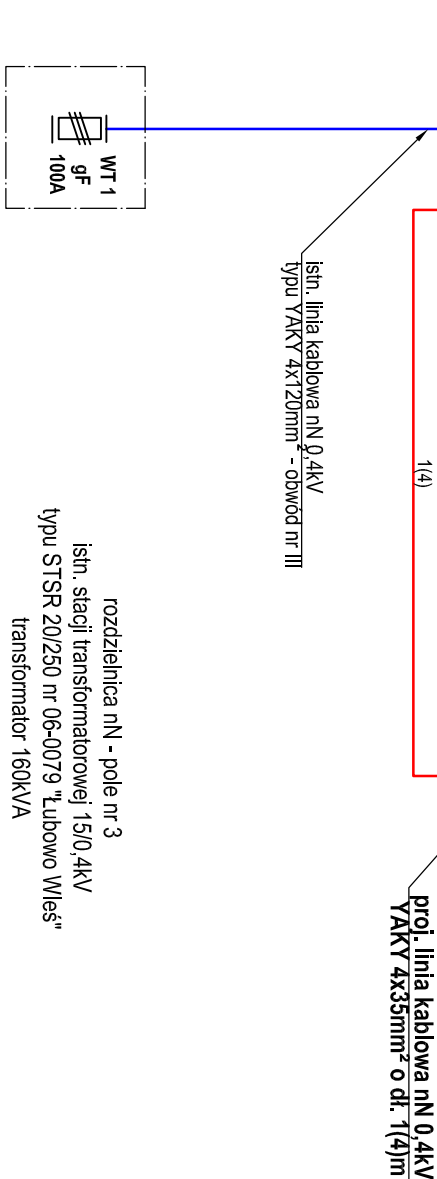 WT 1
gF
100A
istn. linia kablowa nN 0,4kV
typu YAKY 4x120mm² - obwód nr III
1(4)
rozdzielnica nN - pole nr 3
istn. stacji transformatorowej 15/0,4kV
typu STSR 20/250 nr 06-0079 "Łubowo WIeś"
transformator 160kVA
proj. linia kablowa nN 0,4kV
YAKY 4x35mm² o dł. 1(4)m